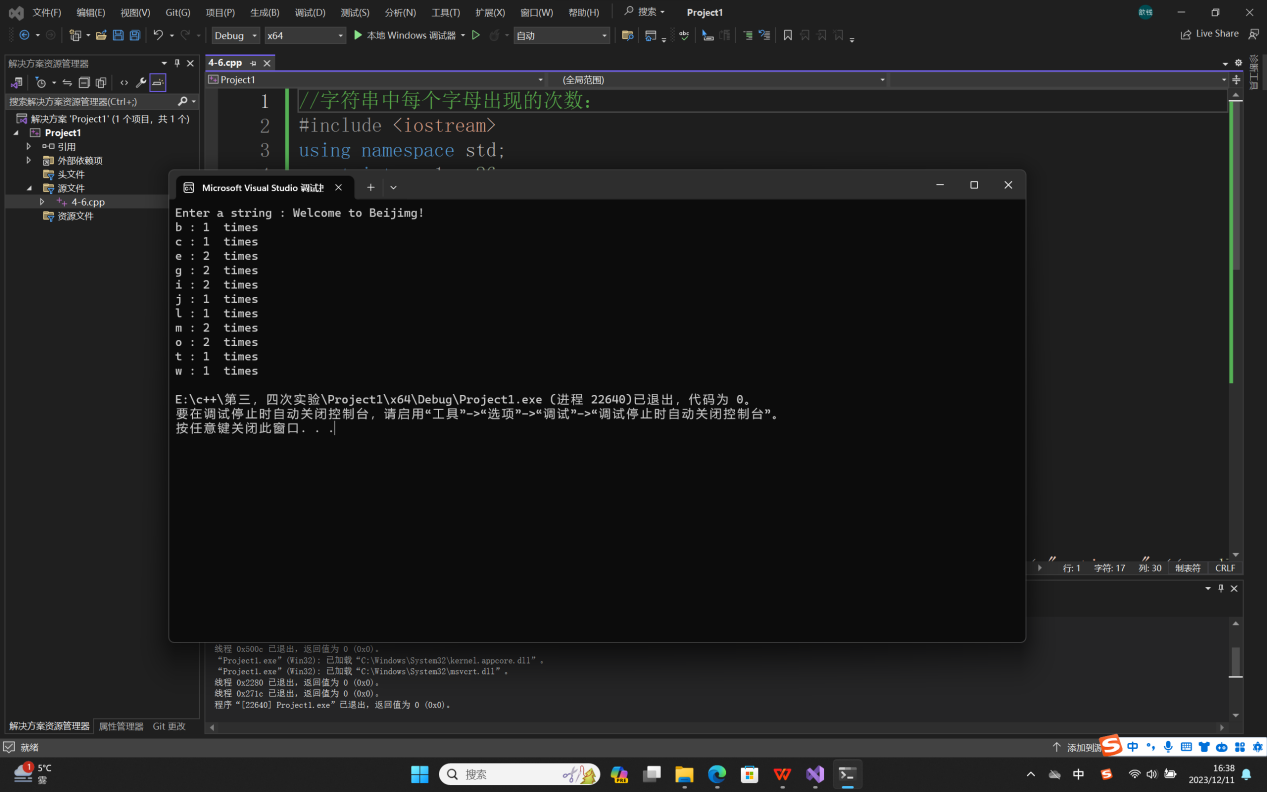 文件(F) 编辑(E) 视图(V) Git(G) 项目(P) 生成(B) 调试(D) 测试(S) 分析(N) 工具(T) 扩展(X) 窗口(W) 帮助(H) 搜索 Project1
Debug x64 本地 Windows 调试器 自动 Live Share
解决方案资源管理器
搜索解决方案资源管理器(Ctrl+;)
解决方案 'Project1' (1 个项目，共 1 个)
Project1
引用
外部依赖项
头文件
源文件
4-6.cpp
资源文件
4-6.cpp
Project1 (全局范围)
1 //字符串中每个字母出现的次数:
2 #include <iostream>
3 using namespace std;
Microsoft Visual Studio 调试
Enter a string : Welcome to Beijimg!
b : 1  times
c : 1  times
e : 2  times
g : 2  times
i : 2  times
j : 1  times
l : 1  times
m : 2  times
o : 2  times
t : 1  times
w : 1  times
E:\c++\第三，四次实验\Project1\x64\Debug\Project1.exe (进程 22640)已退出，代码为 0。
要在调试停止时自动关闭控制台，请启用“工具”->“选项”->“调试”->“调试停止时自动关闭控制台”。
按任意键关闭此窗口. . .
行: 1 字符: 17 列: 30 制表符 CRLF
线程 0x500c 已退出，返回值为 0 (0x0)。
“Project1.exe”(Win32): 已加载“C:\Windows\System32\kernel.appcore.dll”。
“Project1.exe”(Win32): 已加载“C:\Windows\System32\msvcrt.dll”。
线程 0x2280 已退出，返回值为 0 (0x0)。
线程 0x271c 已退出，返回值为 0 (0x0)。
程序“[22640] Project1.exe”已退出，返回值为 0 (0x0)。
解决方案资源管理器 属性管理器 Git 更改
就绪
添加到源
中
1
5°C
雾
搜索
中
16:38
2023/12/11